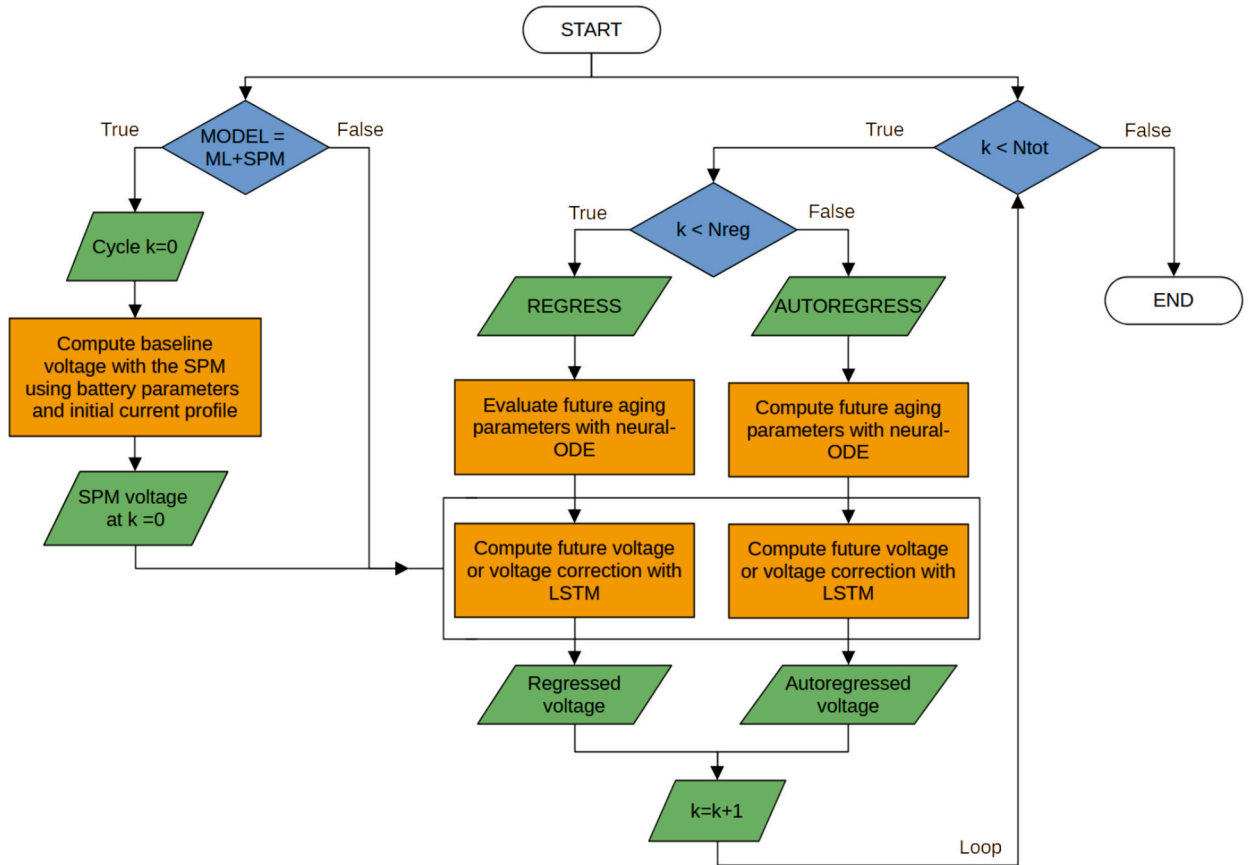 START
True
MODEL =
ML+SPM
False
True
k < Ntot
False
Cycle k=0
True
k < Nreg
False
Compute baseline
voltage with the SPM
using battery parameters
and initial current profile
REGRESS
AUTOREGRESS
END
Evaluate future aging
parameters with neural-
ODE
Compute future aging
parameters with neural-
ODE
SPM voltage
at k =0
Compute future voltage
or voltage correction with
LSTM
Compute future voltage
or voltage correction with
LSTM
Regressed
voltage
Autoregressed
voltage
k=k+1
Loop